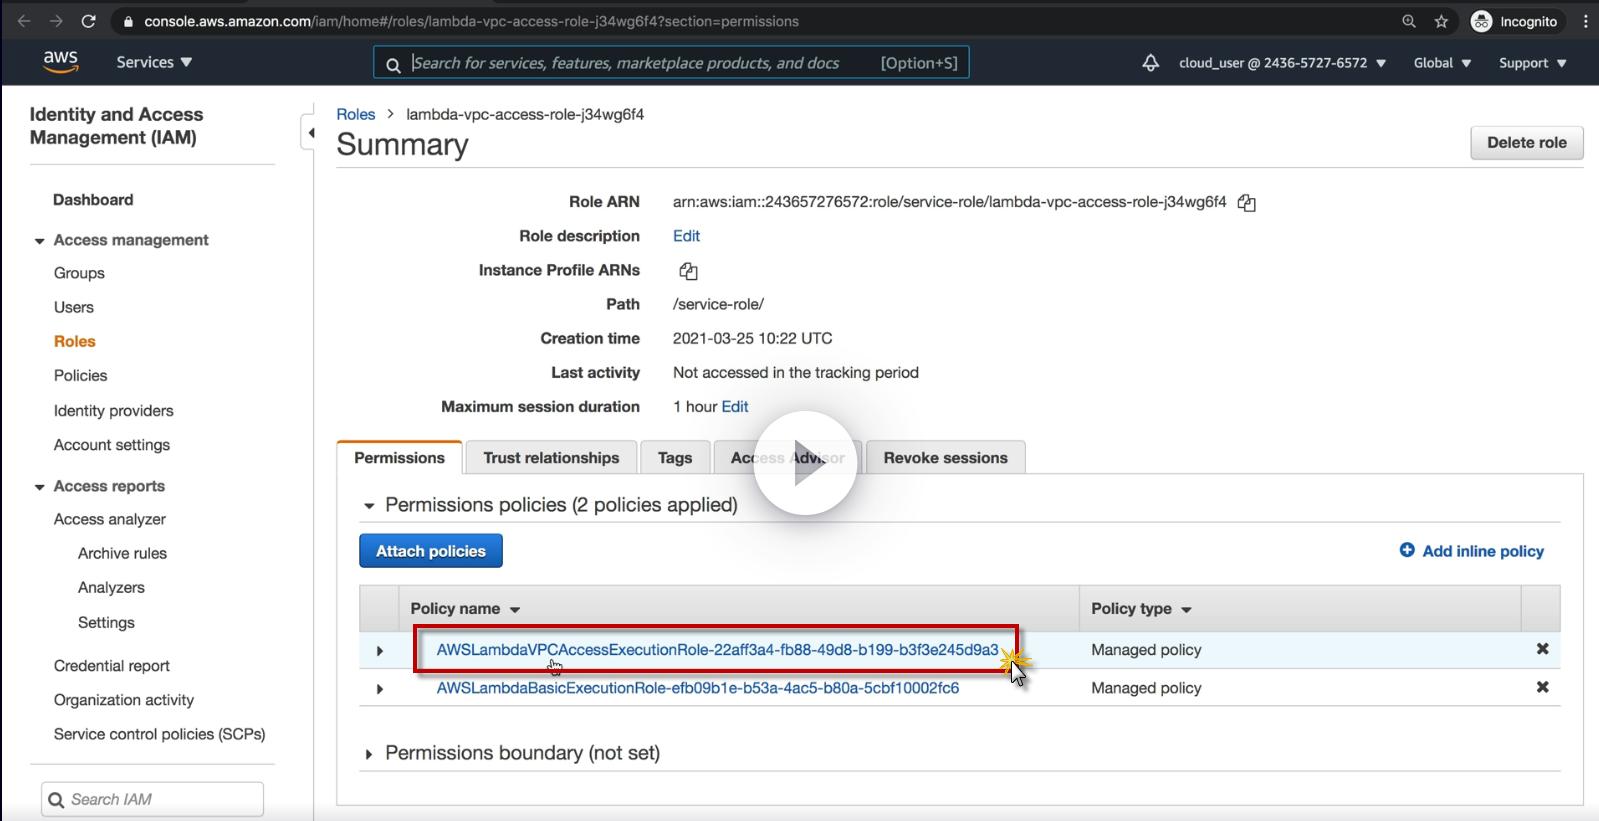 console.aws.amazon.com/iam/home#/roles/lambda-vpc-access-role-j34wg6f4?section=permissions
Incognito
aws
Services
Search for services, features, marketplace products, and docs
[Option+S]
cloud_user @ 2436-5727-6572
Global
Support
Identity and Access
Management (IAM)
Dashboard
Access management
Groups
Users
Roles
Policies
Identity providers
Account settings
Access reports
Access analyzer
Archive rules
Analyzers
Settings
Credential report
Organization activity
Service control policies (SCPs)
Search IAM
Roles > lambda-vpc-access-role-j34wg6f4
Summary
Delete role
Role ARN arn:aws:iam::243657276572:role/service-role/lambda-vpc-access-role-j34wg6f4
Role description Edit
Instance Profile ARNs
Path /service-role/
Creation time 2021-03-25 10:22 UTC
Last activity Not accessed in the tracking period
Maximum session duration 1 hour Edit
Permissions
Trust relationships
Tags
Access Advisor
Revoke sessions
Permissions policies (2 policies applied)
Attach policies
Add inline policy
Policy name Policy type
AWSLambdaVPCAccessExecutionRole-22aff3a4-fb88-49d8-b199-b3f3e245d9a3 Managed policy
AWSLambdaBasicExecutionRole-efb09b1e-b53a-4ac5-b80a-5cbf10002fc6 Managed policy
Permissions boundary (not set)